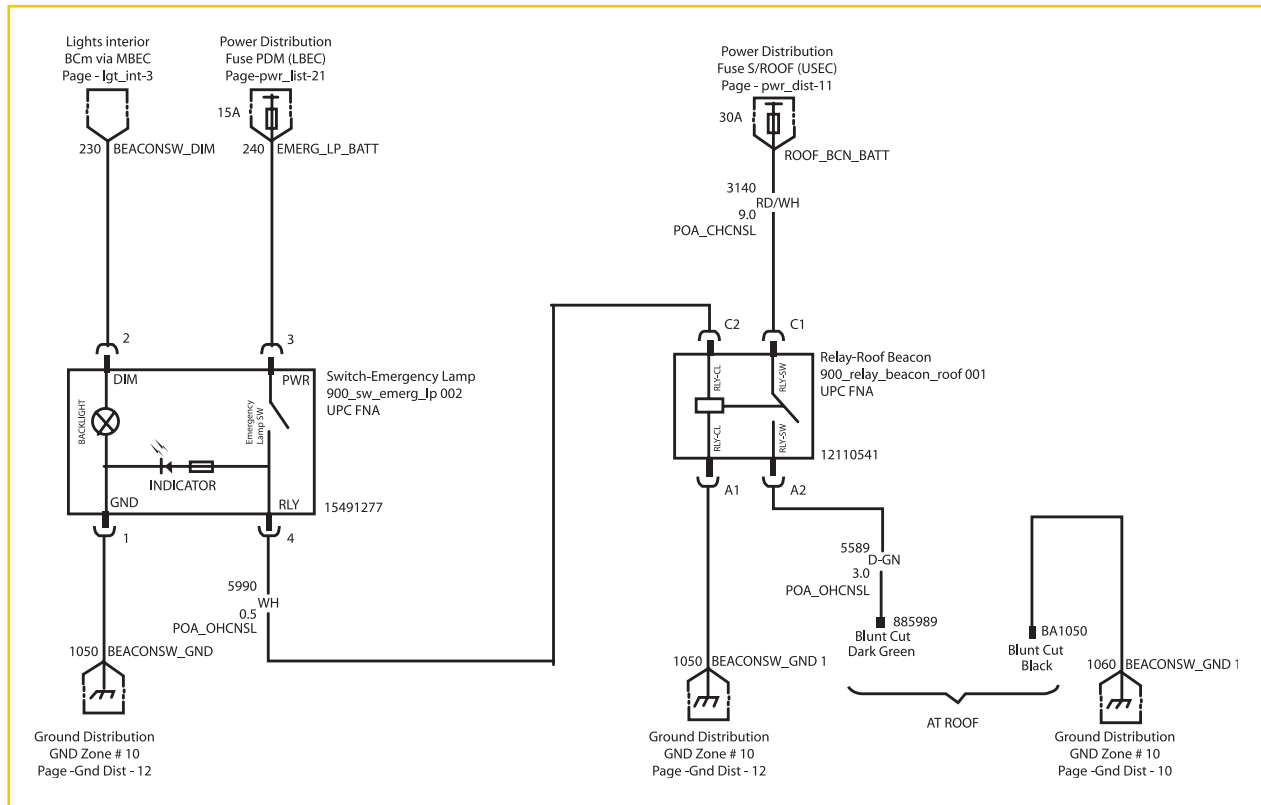 Lights interior
BCm via MBEC
Page - lgt_int-3
Power Distribution
Fuse PDM (LBEC)
Page-pwr_list-21
15A
230 BEACONSW_DIM
240 EMERG_LP_BATT
Power Distribution
Fuse S/ROOF (USEC)
Page - pwr_dist-11
30A
ROOF_BCN_BATT
3140
RD/WH
9.0
POA_CHCNSL
2
3
DIM
PWR
BACKLIGHT
Emergency
Lamp SW
INDICATOR
GND
RLY
Switch-Emergency Lamp
900_sw_emerg_lp 002
UPC FNA
15491277
1
4
5990
WH
0.5
POA_OHCNSL
1050 BEACONSW_GND
Ground Distribution
GND Zone # 10
Page -Gnd Dist - 12
C2
C1
RLY-CL
RLY-SW
RLY-CL
RLY-SW
Relay-Roof Beacon
900_relay_beacon_roof 001
UPC FNA
12110541
A1
A2
5589
D-GN
3.0
POA_OHCNSL
885989
Blunt Cut
Dark Green
BA1050
Blunt Cut
Black
AT ROOF
1050 BEACONSW_GND 1
Ground Distribution
GND Zone # 10
Page -Gnd Dist - 12
1060 BEACONSW_GND 1
Ground Distribution
GND Zone # 10
Page -Gnd Dist - 10